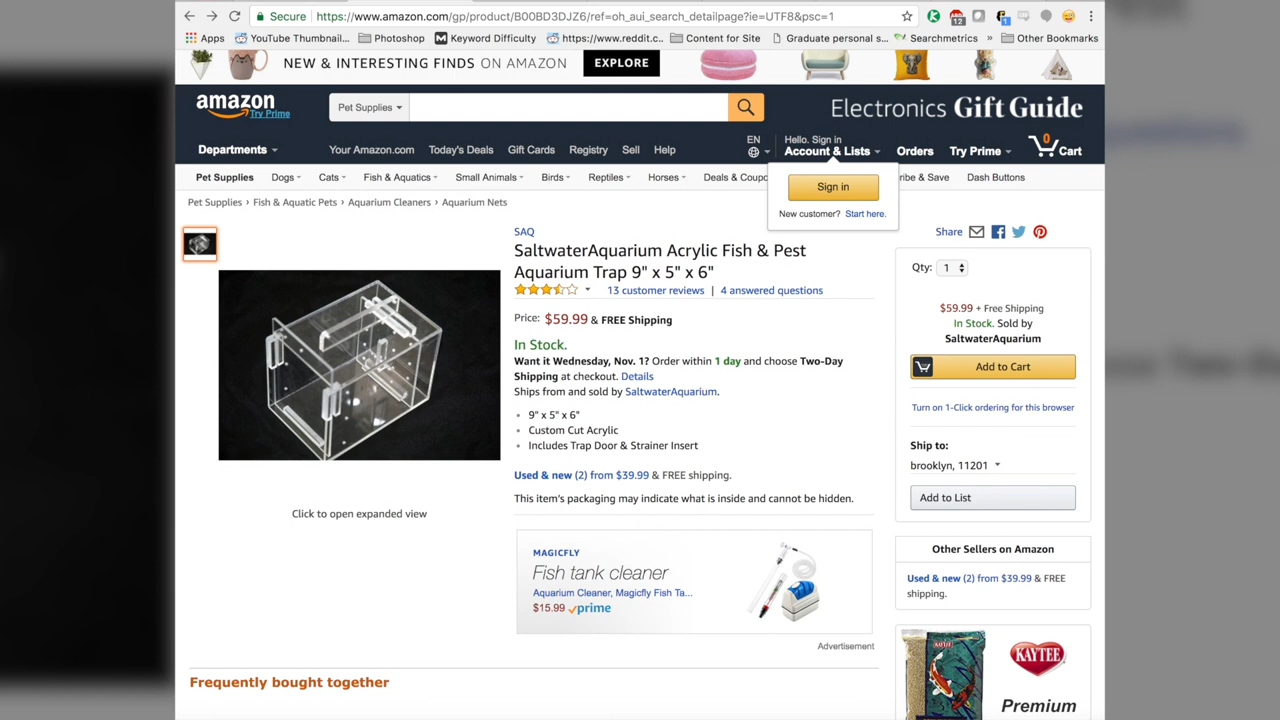 Secure https://www.amazon.com/gp/product/B00BD3DJZ6/ref=oh_aui_search_detailpage?ie=UTF8&psc=1
12
1
Apps YouTube Thumbnail... Photoshop Keyword Difficulty https://www.reddit.c... Content for Site Graduate personal s... Searchmetrics Other Bookmarks
NEW & INTERESTING FINDS ON AMAZON EXPLORE
amazon
Try Prime
Pet Supplies
Electronics Gift Guide
Departments Your Amazon.com Today's Deals Gift Cards Registry Sell Help
EN
Hello. Sign in
Account & Lists Orders Try Prime 0 Cart
Pet Supplies Dogs Cats Fish & Aquatics Small Animals Birds Reptiles Horses Deals & Coupo ribe & Save Dash Buttons
Sign in
New customer? Start here.
Pet Supplies › Fish & Aquatic Pets › Aquarium Cleaners › Aquarium Nets
Click to open expanded view
SAQ
SaltwaterAquarium Acrylic Fish & Pest
Aquarium Trap 9" x 5" x 6"
13 customer reviews | 4 answered questions
Price: $59.99 & FREE Shipping
In Stock.
Want it Wednesday, Nov. 1? Order within 1 day and choose Two-Day
Shipping at checkout. Details
Ships from and sold by SaltwaterAquarium.
• 9" x 5" x 6"
• Custom Cut Acrylic
• Includes Trap Door & Strainer Insert
Used & new (2) from $39.99 & FREE shipping.
This item's packaging may indicate what is inside and cannot be hidden.
MAGICFLY
Fish tank cleaner
Aquarium Cleaner, Magicfly Fish Ta...
$15.99 prime
Advertisement
Share
Qty: 1
$59.99 + Free Shipping
In Stock. Sold by
SaltwaterAquarium
Add to Cart
Turn on 1-Click ordering for this browser
Ship to:
brooklyn, 11201
Add to List
Other Sellers on Amazon
Used & new (2) from $39.99 & FREE
shipping.
KAYTEE
KAYTEE
Premium
Frequently bought together